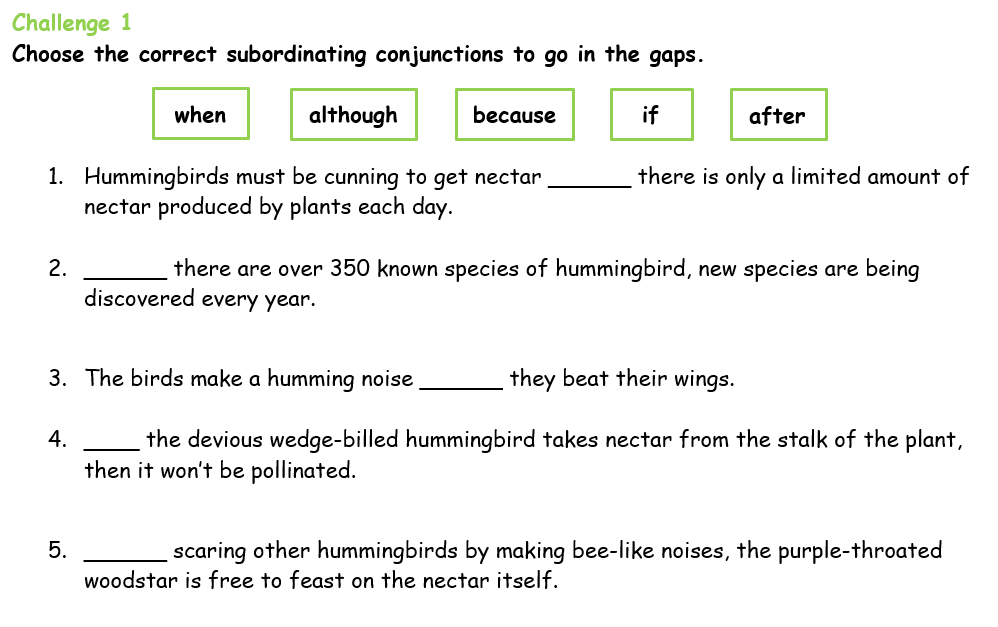 Challenge 1
Choose the correct subordinating conjunctions to go in the gaps.
when although because if after
1. Hummingbirds must be cunning to get nectar ______ there is only a limited amount of
nectar produced by plants each day.
2. ______ there are over 350 known species of hummingbird, new species are being
discovered every year.
3. The birds make a humming noise ______ they beat their wings.
4. ____ the devious wedge-billed hummingbird takes nectar from the stalk of the plant,
then it won't be pollinated.
5. ______ scaring other hummingbirds by making bee-like noises, the purple-throated
woodstar is free to feast on the nectar itself.